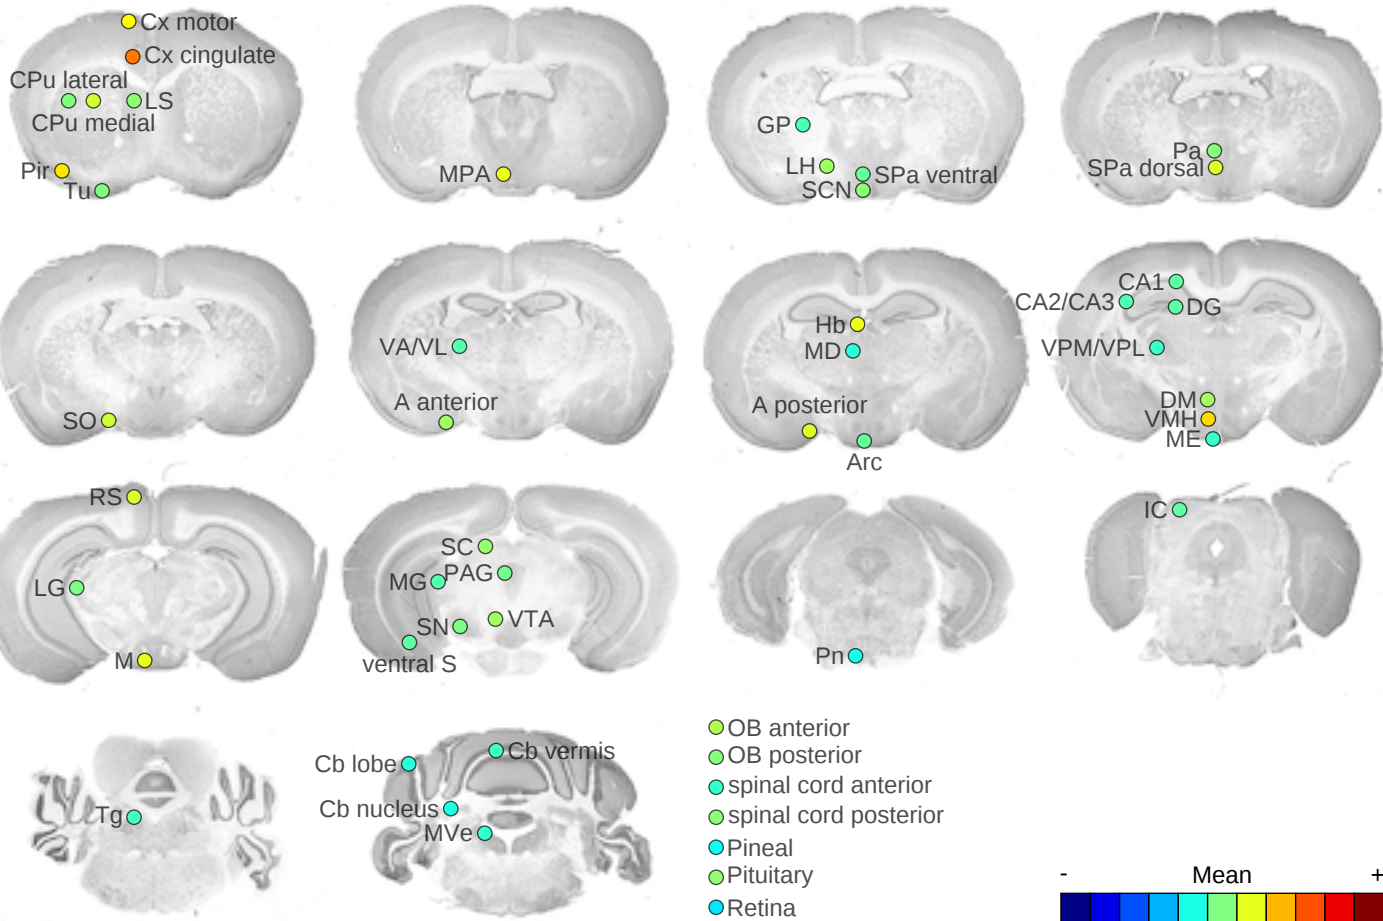 Cx motor
Cx cingulate
CPu lateral
LS
CPu medial
Pir
Tu
MPA
GP
LH
SPa ventral
SCN
Pa
SPa dorsal
SO
VA/VL
A anterior
Hb
MD
A posterior
Arc
CA1
CA2/CA3
DG
VPM/VPL
DM
VMH
ME
RS
LG
M
SC
MG
PAG
SN
VTA
ventral S
Pn
IC
Tg
Cb lobe
Cb vermis
Cb nucleus
MVe
OB anterior
OB posterior
spinal cord anterior
spinal cord posterior
Pineal
Pituitary
Retina
- Mean +